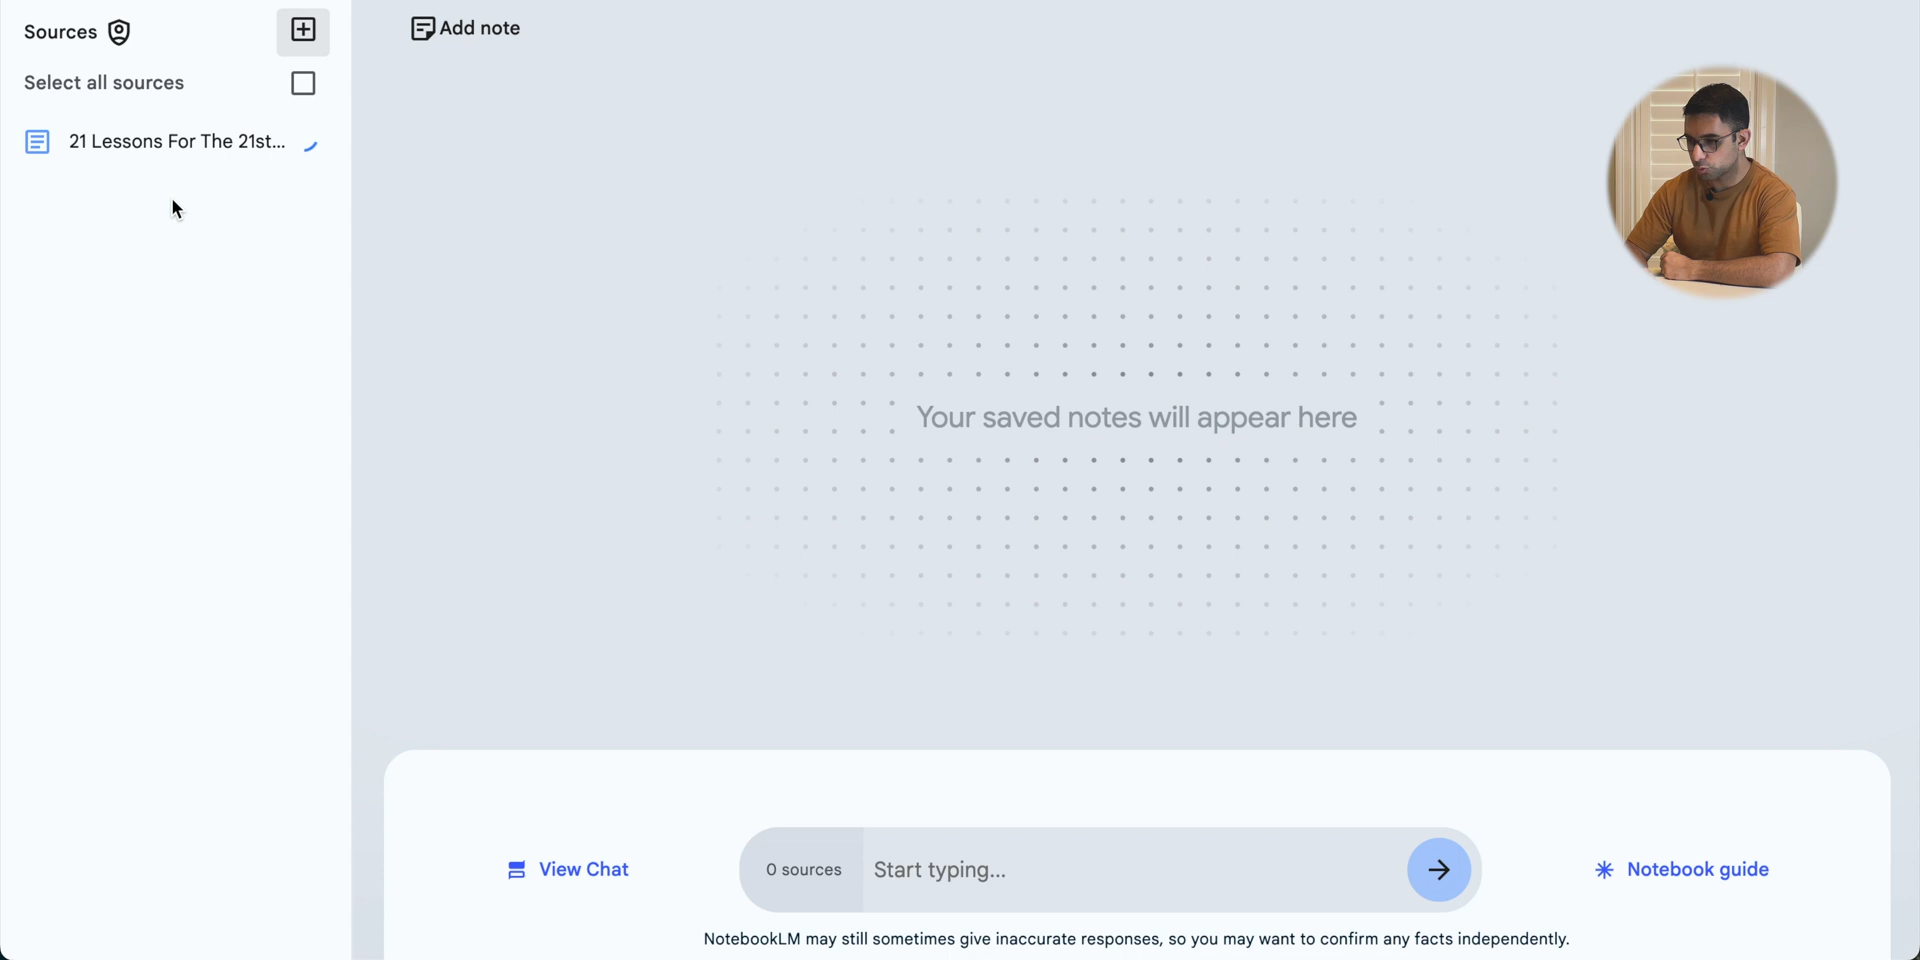 Sources
Add note
Select all sources
21 Lessons For The 21st...
Your saved notes will appear here
View Chat
0 sources
Start typing...
Notebook guide
NotebookLM may still sometimes give inaccurate responses, so you may want to confirm any facts independently.